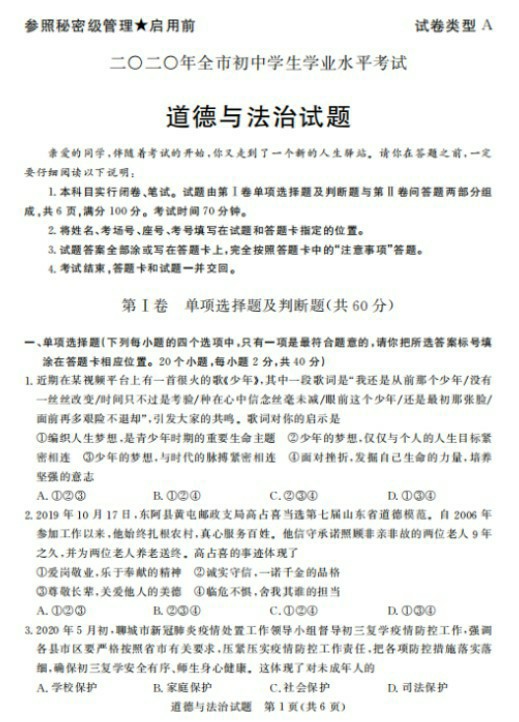 参照秘密级管理★启用前 试卷类型 A
二〇二〇年全市初中学生学业水平考试
道德与法治试题
亲爱的同学,伴随着考试的开始,你又走到了一个新的人生驿站。请你在答题之前,一定
要仔细阅读以下说明:
1.本科目实行闭卷、笔试。试题由第Ⅰ卷单项选择题及判断题与第Ⅱ卷问答题两部分组
成,共6页,满分100分。考试时间70分钟。
2.将姓名、考场号、座号、考号填写在试题和答题卡指定的位置。
3.试题答案全部涂或写在答题卡上,完全按照答题卡中的“注意事项”答题。
4.考试结束,答题卡和试题一并交回。
第Ⅰ卷 单项选择题及判断题(共60分)
一、单项选择题(下列每小题的四个选项中,只有一项是最符合题意的,请你把所选答案标号填
涂在答题卡相应位置。20个小题,每小题2分,共40分)
1.近期在某视频平台上有一首很火的歌《少年》,其中一段歌词是“我还是从前那个少年/没有
一丝丝改变/时间只不过是考验/种在心中信念丝毫未减/眼前这个少年/还是最初那张脸/
面前再多艰险不退却”,引发大家的共鸣。歌词对你的启示是
①编织人生梦想,是青少年时期的重要生命主题 ②少年的梦想,仅仅与个人的人生目标紧
密相连 ③少年的梦想,与时代的脉搏紧密相连 ④面对挫折,发掘自己生命的力量,培养
坚强的意志
A.①②③ B.①②④ C.②③④ D.①③④
2.2019年10月17日,东阿县黄屯邮政支局高占喜当选第七届山东省道德模范。自2006年
参加工作以来,他始终扎根农村,真心服务百姓。他信守承诺照顾非亲非故的两位老人9年
之久,并为两位老人养老送终。高占喜的事迹体现了
①爱岗敬业,乐于奉献的精神 ②诚实守信,一诺千金的品格
③尊敬长辈,关爱他人的美德 ④临危不惧,舍我其谁的担当
A.①②③ B.②③④ C.①②④ D.①③④
3.2020年5月初,聊城市新冠肺炎疫情处置工作领导小组督导初三复学疫情防控工作,强调
各县市区要严格按照省市有关要求,压紧压实疫情防控工作责任,把各项防控措施落实落
细,确保初三复学安全有序、师生身心健康。这体现了对未成年人的
A.学校保护 B.家庭保护 C.社会保护 D.司法保护
道德与法治试题 第1页(共6页)